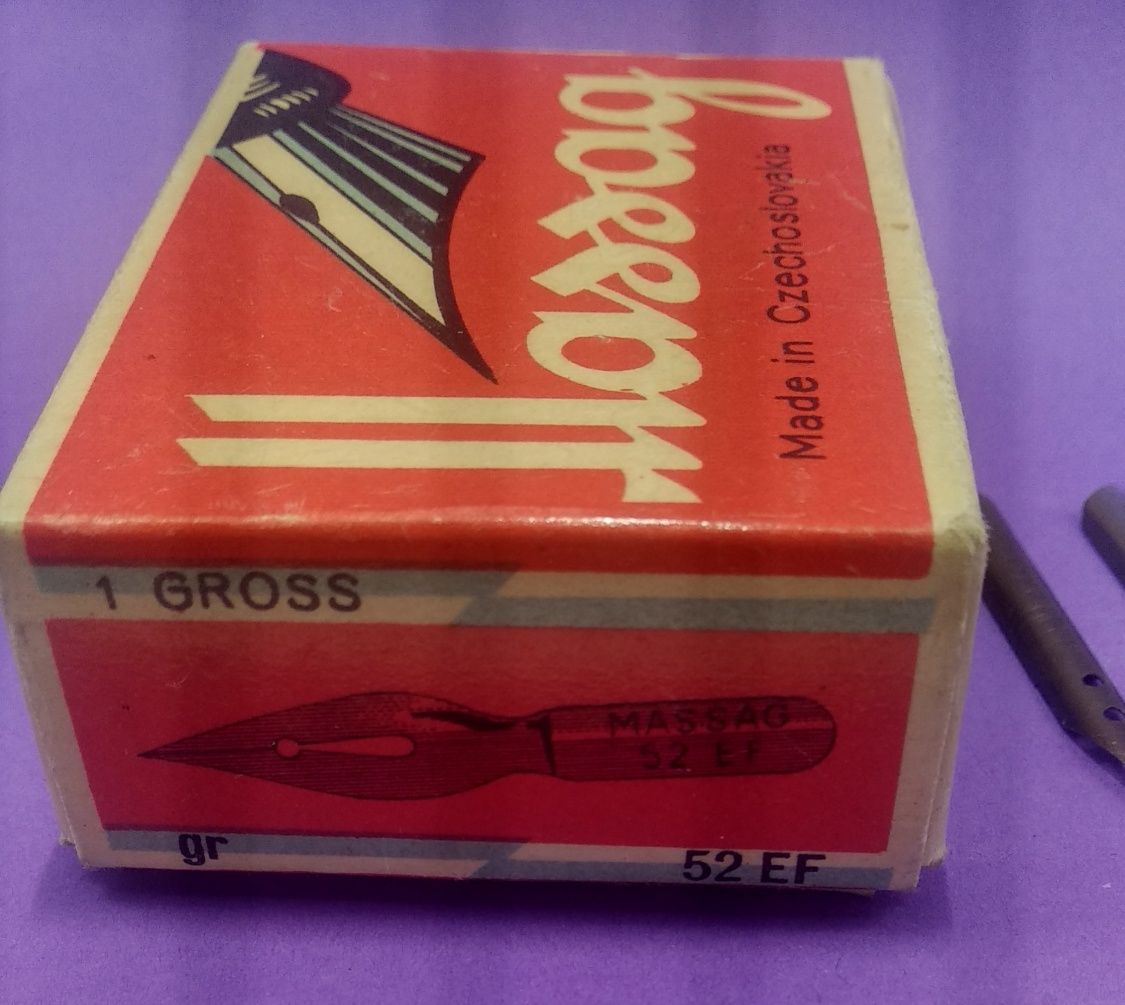 Massag
Made in Czechoslovakia
1 GROSS
MASSAG
52 EF
gr 52 EF